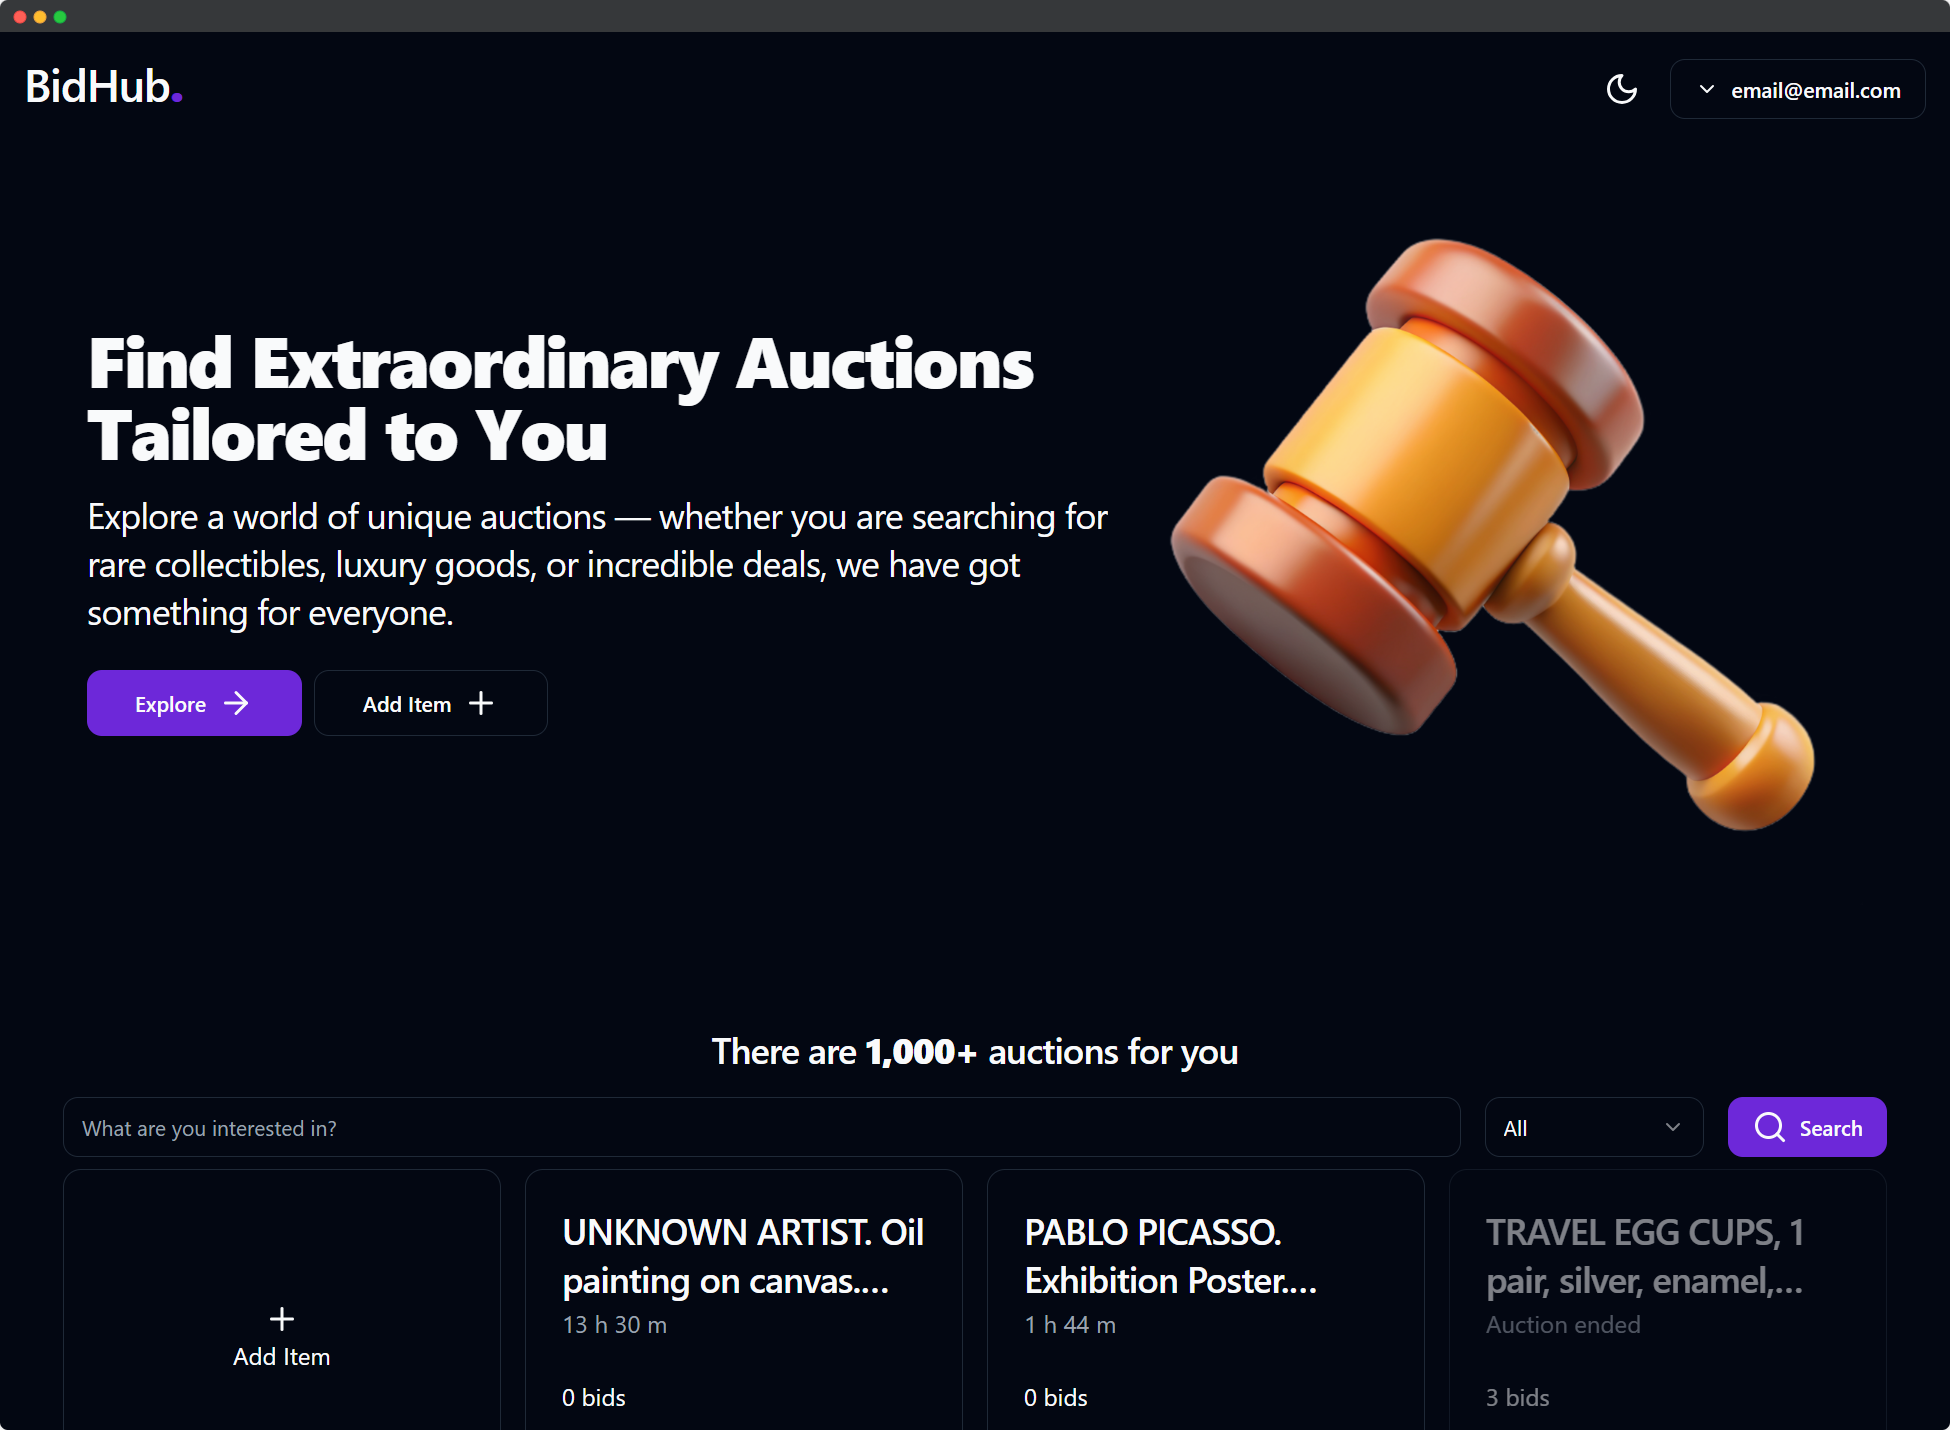 BidHub.
email@email.com
Find Extraordinary Auctions
Tailored to You
Explore a world of unique auctions — whether you are searching for
rare collectibles, luxury goods, or incredible deals, we have got
something for everyone.
Explore
Add Item
There are 1,000+ auctions for you
What are you interested in?
All
Search
Add Item
UNKNOWN ARTIST. Oil
painting on canvas....
13 h 30 m
0 bids
PABLO PICASSO.
Exhibition Poster....
1 h 44 m
0 bids
TRAVEL EGG CUPS, 1
pair, silver, enamel,...
Auction ended
3 bids